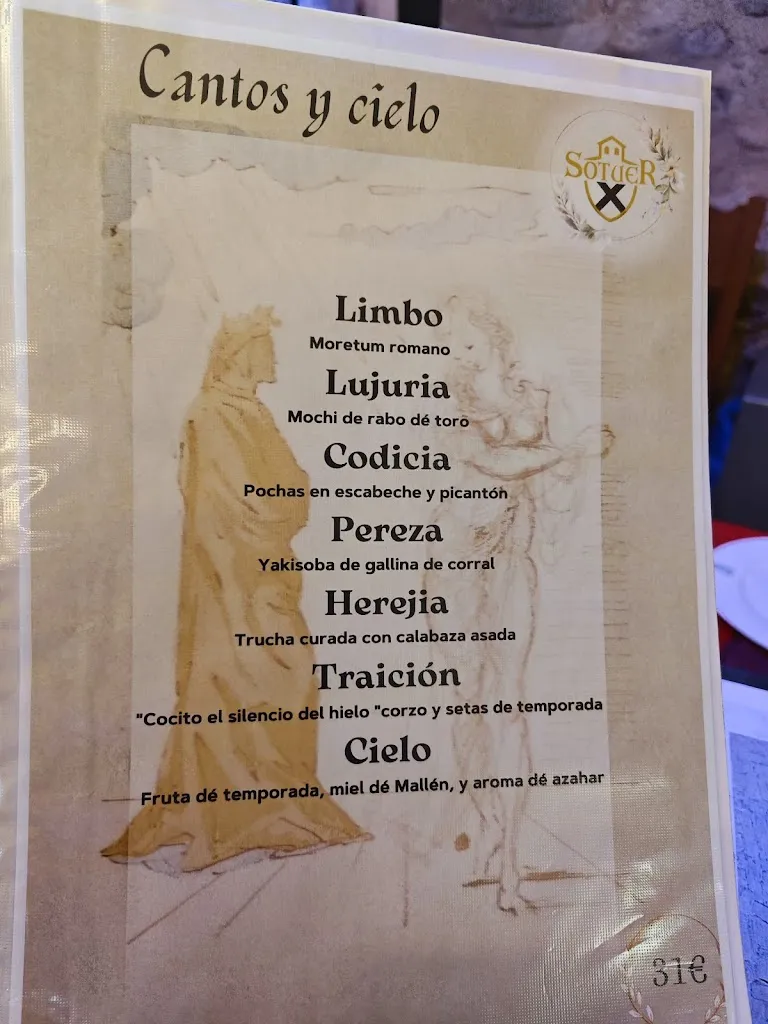 Cantos y cielo
SOTUER
X
Limbo
Moretum romano
Lujuria
Mochi de rabo dé toro
Codicia
Pochas en escabeche y picantón
Pereza
Yakisoba de gallina de corral
Herejia
Trucha curada con calabaza asada
Traición
"Cocito el silencio del hielo "corzo y setas de temporada
Cielo
Fruta dé temporada, miel dé Mallén, y aroma dé azahar
31€